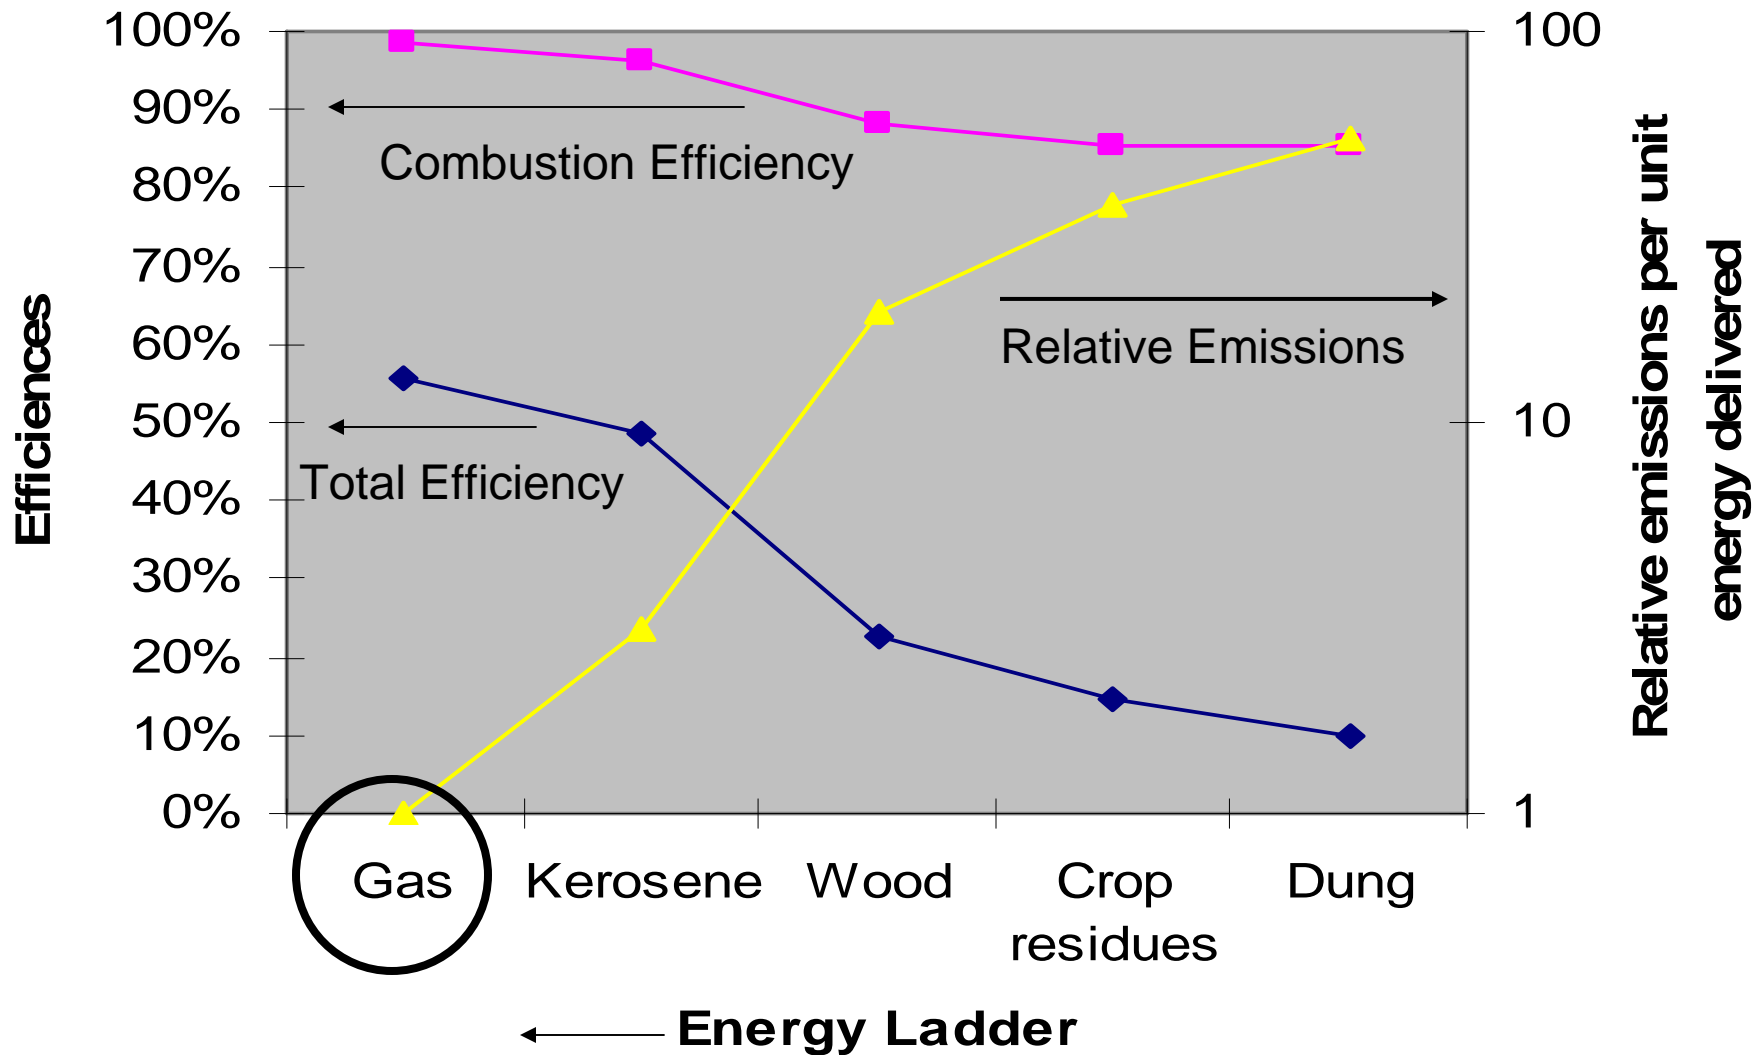 100%
90%
80%
70%
60%
50%
40%
30%
20%
10%
0%
Efficiences
Combustion Efficiency
Total Efficiency
Relative Emissions
100
10
1
Relative emissions per unit
energy delivered
Gas
Kerosene
Wood
Crop
residues
Dung
Energy Ladder